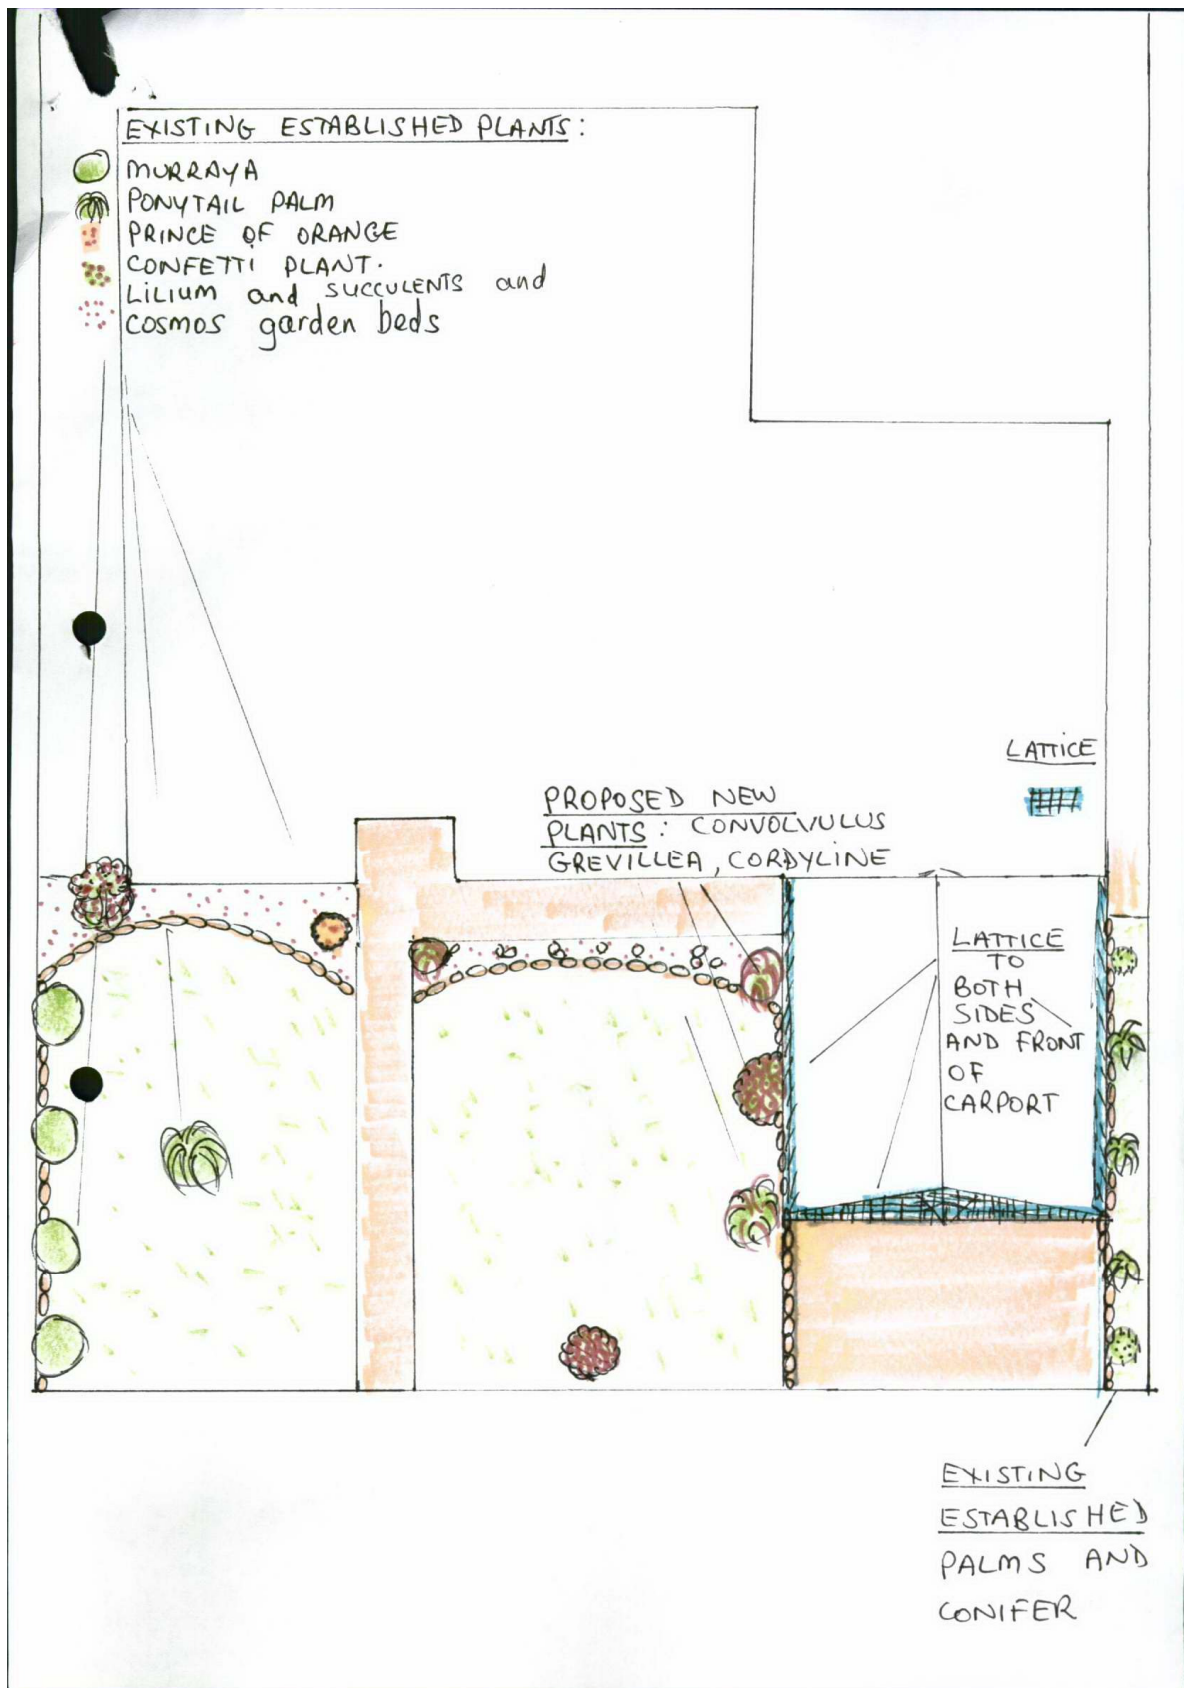 EXISTING ESTABLISHED PLANTS:
MURRAYA
PONYTAIL PALM
PRINCE OF ORANGE
CONFETTI PLANT.
LILIUM and SUCCULENTS and
COSMOS garden beds
LATTICE
PROPOSED NEW
PLANTS: CONVOLVULUS
GREVILLEA, CORDYLINE
LATTICE
TO
BOTH
SIDES
AND FRONT
OF
CARPORT
EXISTING
ESTABLISHED
PALMS AND
CONIFER